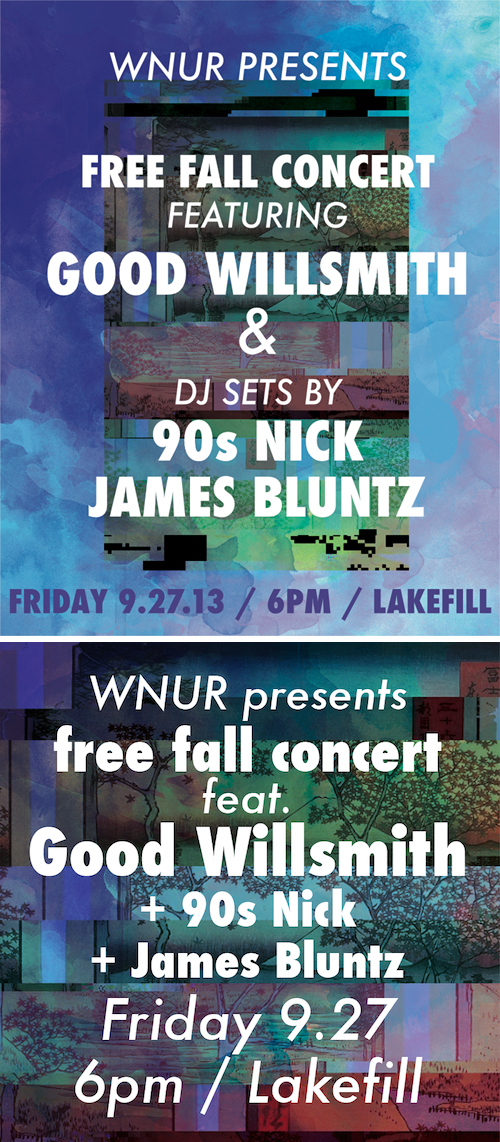 WNUR PRESENTS
FREE FALL CONCERT
FEATURING
GOOD WILLSMITH
&
DJ SETS BY
90s NICK
JAMES BLUNTZ
FRIDAY 9.27.13 / 6PM / LAKEFILL
WNUR presents
free fall concert
feat.
Good Willsmith
+ 90s Nick
+ James Bluntz
Friday 9.27
6pm / Lakefill